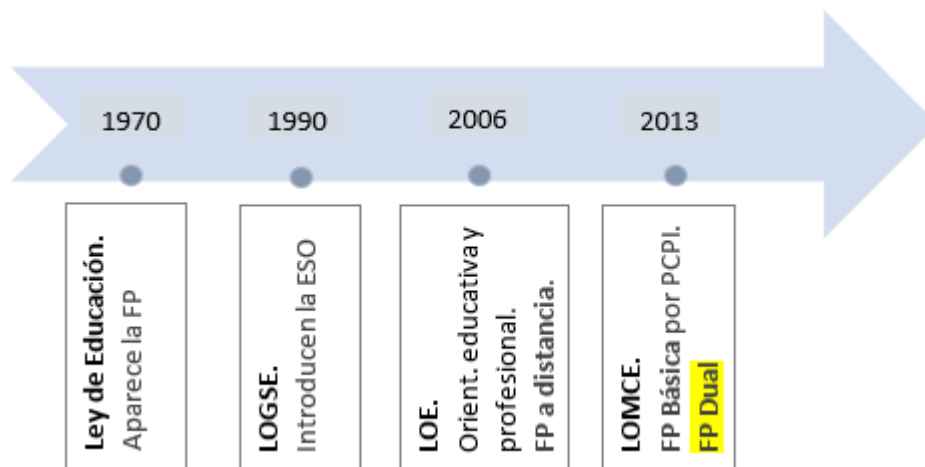 1970
1990
2006
2013
Ley de Educación.
Aparece la FP
LOGSE.
Introducen la ESO
LOE.
Orient. educativa y
profesional.
FP a distancia.
LOMCE.
FP Básica por PCPI.
FP Dual